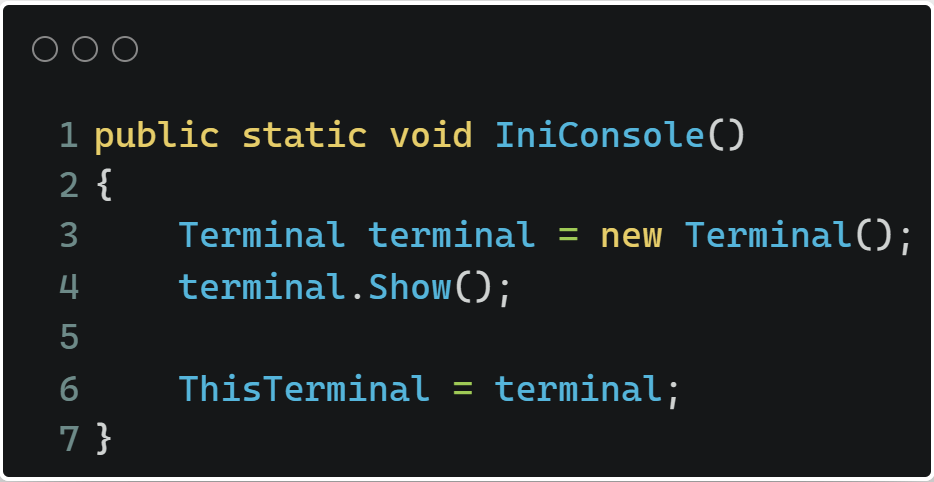 1 public static void IniConsole()
2 {
3     Terminal terminal = new Terminal();
4     terminal.Show();
5
6     ThisTerminal = terminal;
7 }